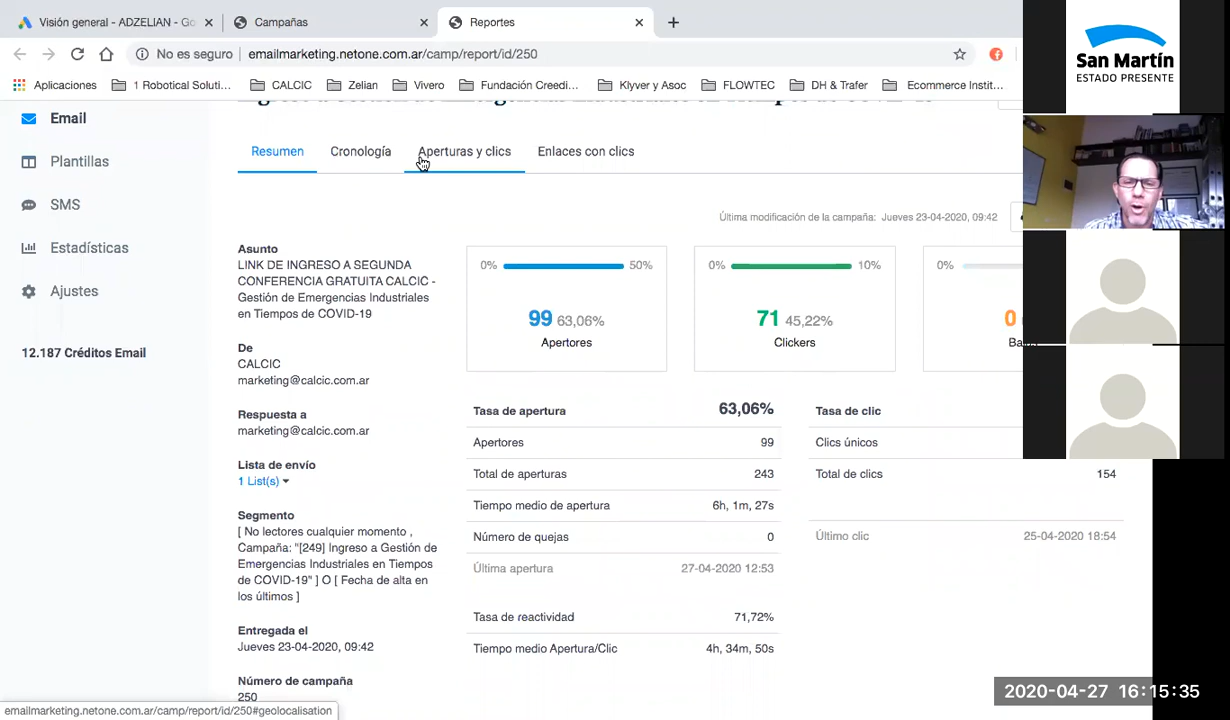 Visión general - ADZELIAN - Go
Campañas
Reportes
No es seguro
emailmarketing.netone.com.ar/camp/report/id/250
Aplicaciones
1 Robotical Soluti...
CALCIC
Zelian
Vivero
Fundación Creedi...
Klyver y Asoc
FLOWTEC
DH & Trafer
Ecommerce Instit...
San Martín
ESTADO PRESENTE
Ingreso a Gestión de Emergencias Industriales en Tiempos de COVID-19
Email
Plantillas
SMS
Estadísticas
Ajustes
12.187 Créditos Email
Resumen
Cronología
Aperturas y clics
Enlaces con clics
Última modificación de la campaña: Jueves 23-04-2020, 09:42
Asunto
LINK DE INGRESO A SEGUNDA
CONFERENCIA GRATUITA CALCIC -
Gestión de Emergencias Industriales
en Tiempos de COVID-19
De
CALCIC
marketing@calcic.com.ar
Respuesta a
marketing@calcic.com.ar
Lista de envío
1 List(s)
Segmento
[ No lectores cualquier momento ,
Campaña: "[249] Ingreso a Gestión de
Emergencias Industriales en Tiempos
de COVID-19" ] O [ Fecha de alta en
los últimos ]
Entregada el
Jueves 23-04-2020, 09:42
Número de campaña
250
0% 50%
99 63,06%
Apertores
0% 10%
71 45,22%
Clickers
0%
0
Tasa de apertura 63,06%
Apertores 99
Total de aperturas 243
Tiempo medio de apertura 6h, 1m, 27s
Número de quejas 0
Última apertura 27-04-2020 12:53
Tasa de reactividad 71,72%
Tiempo medio Apertura/Clic 4h, 34m, 50s
Tasa de clic
Clics únicos
Total de clics 154
Último clic 25-04-2020 18:54
emailmarketing.netone.com.ar/camp/report/id/250#geolocalisation
2020-04-27 16:15:35